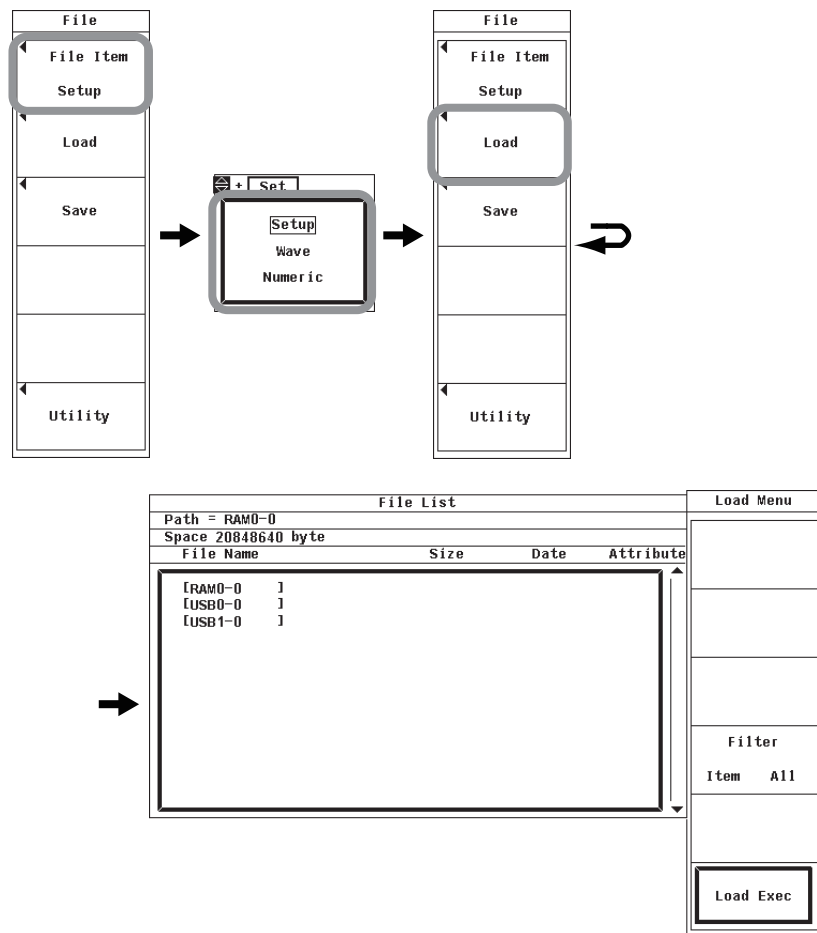 File
File Item
Setup
Load
Save
Utility
+ Set
Setup
Wave
Numeric
File
File Item
Setup
Load
Save
Utility
File List
Path = RAM0-0
Space 20848640 byte
File Name Size Date Attribute
[RAM0-0 ]
[USB0-0 ]
[USB1-0 ]
Load Menu
Filter
Item All
Load Exec